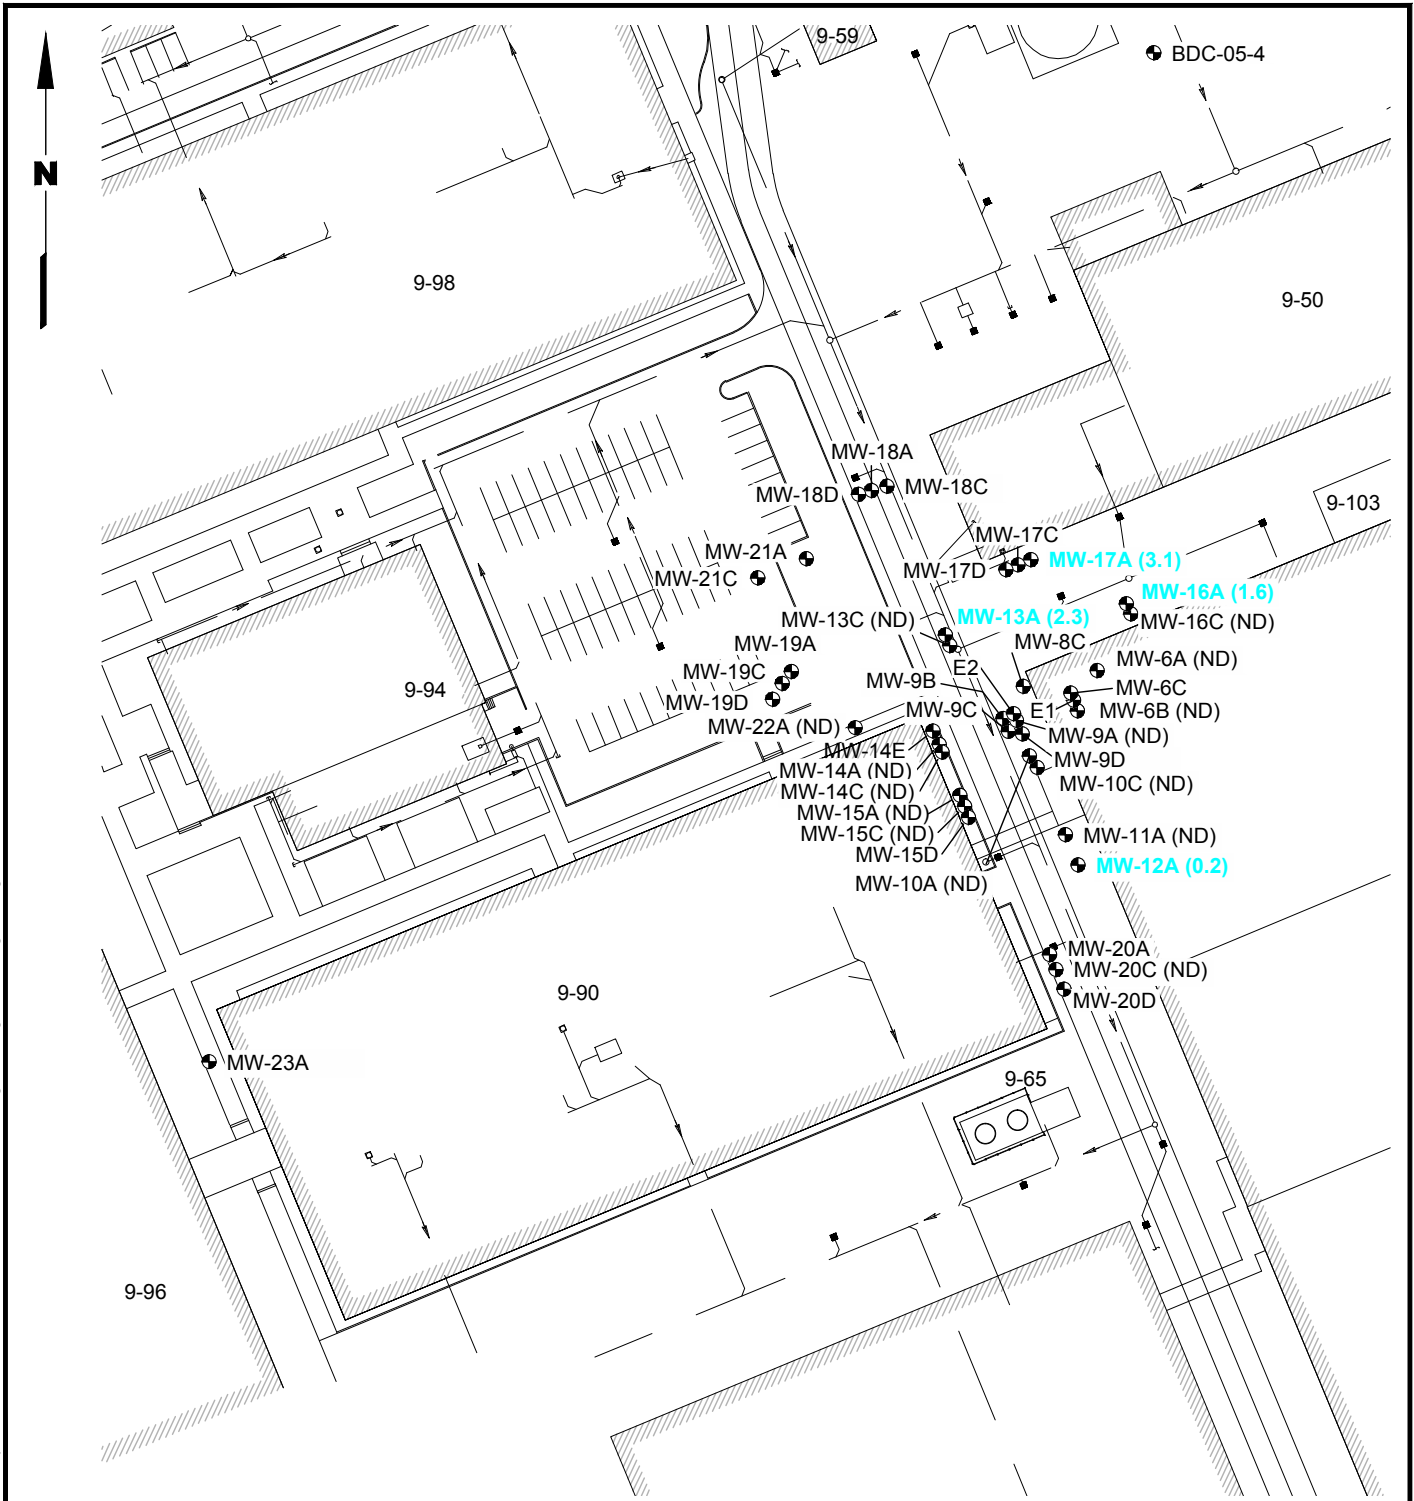 9-59
BDC-05-4
N
9-98
9-50
MW-18A
MW-18D
MW-18C
9-103
MW-17C
MW-21A
MW-17D
MW-17A (3.1)
MW-21C
MW-16A (1.6)
MW-13C (ND)
MW-13A (2.3)
MW-16C (ND)
MW-19A
MW-8C
E2
MW-6A (ND)
MW-19C
MW-9B
9-94
MW-6C
MW-19D
MW-9C
E1
MW-6B (ND)
MW-22A (ND)
MW-9A (ND)
MW-14E
MW-9D
MW-14A (ND)
MW-10C (ND)
MW-14C (ND)
MW-15A (ND)
MW-15C (ND)
MW-11A (ND)
MW-15D
MW-12A (0.2)
MW-10A (ND)
MW-20A
MW-20C (ND)
9-90
MW-20D
MW-23A
9-65
9-96